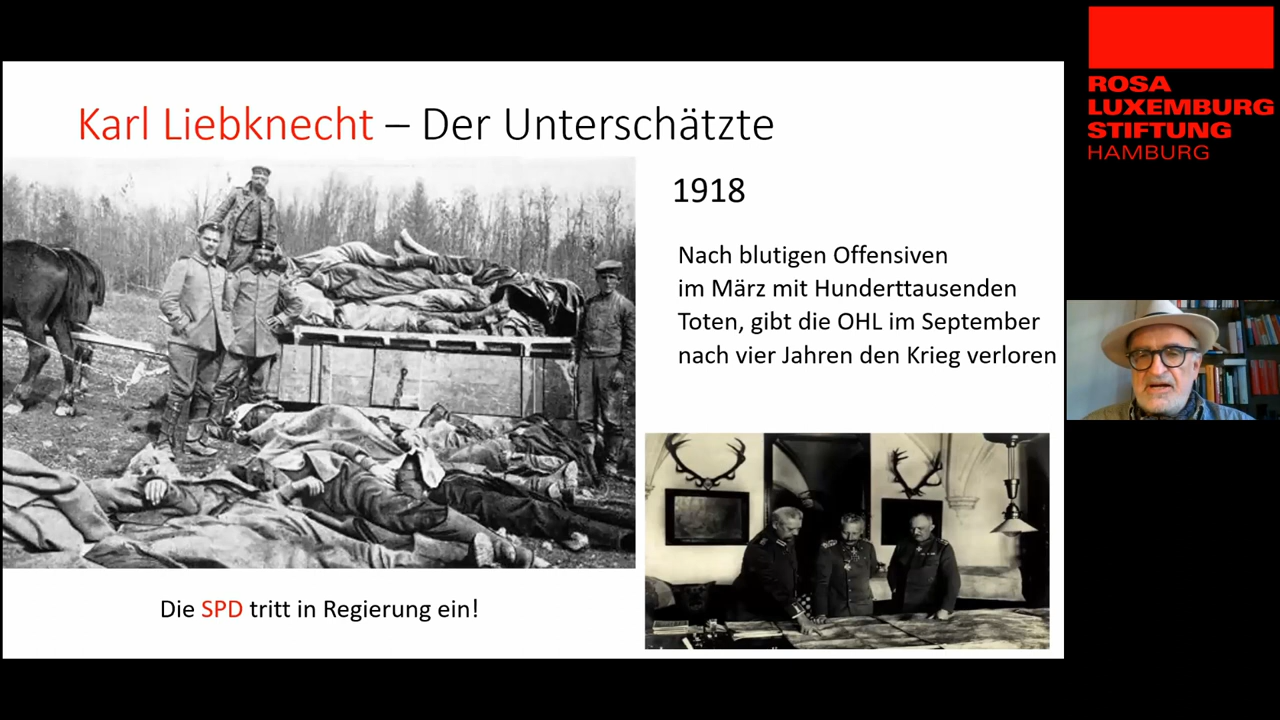 Karl Liebknecht – Der Unterschätzte
1918
Nach blutigen Offensiven
im März mit Hunderttausenden
Toten, gibt die OHL im September
nach vier Jahren den Krieg verloren
Die SPD tritt in Regierung ein!
ROSA
LUXEMBURG
STIFTUNG
HAMBURG